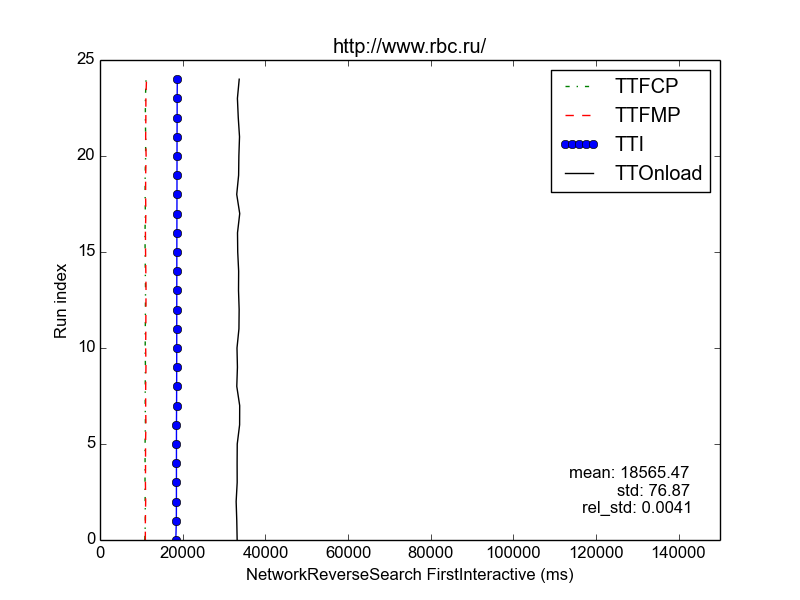 http://www.rbc.ru/
25
20
15
10
5
0
Run index
TTFCP
TTFMP
TTI
TTOnload
mean: 18565.47
std: 76.87
rel_std: 0.0041
0 20000 40000 60000 80000 100000 120000 140000
NetworkReverseSearch FirstInteractive (ms)